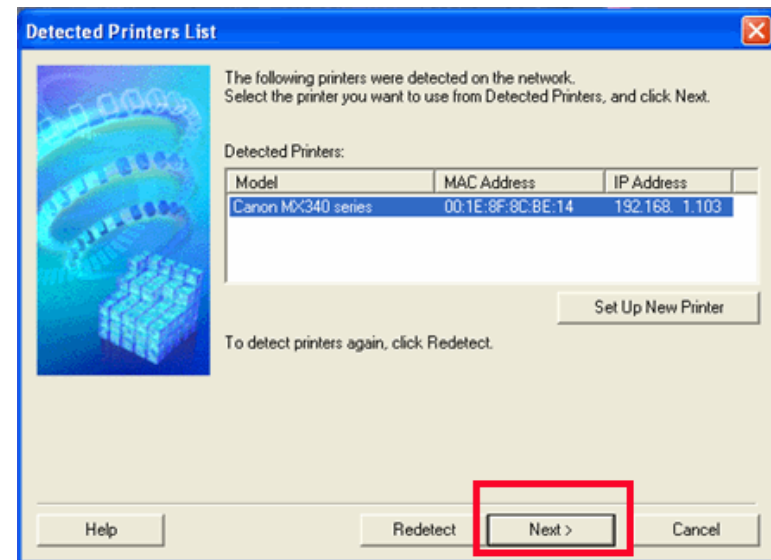 Detected Printers List
The following printers were detected on the network.
Select the printer you want to use from Detected Printers, and click Next.
Detected Printers:
Model MAC Address IP Address
Canon MX340 series 00:1E:8F:8C:BE:14 192.168. 1.103
Set Up New Printer
To detect printers again, click Redetect.
Help Redetect Next > Cancel